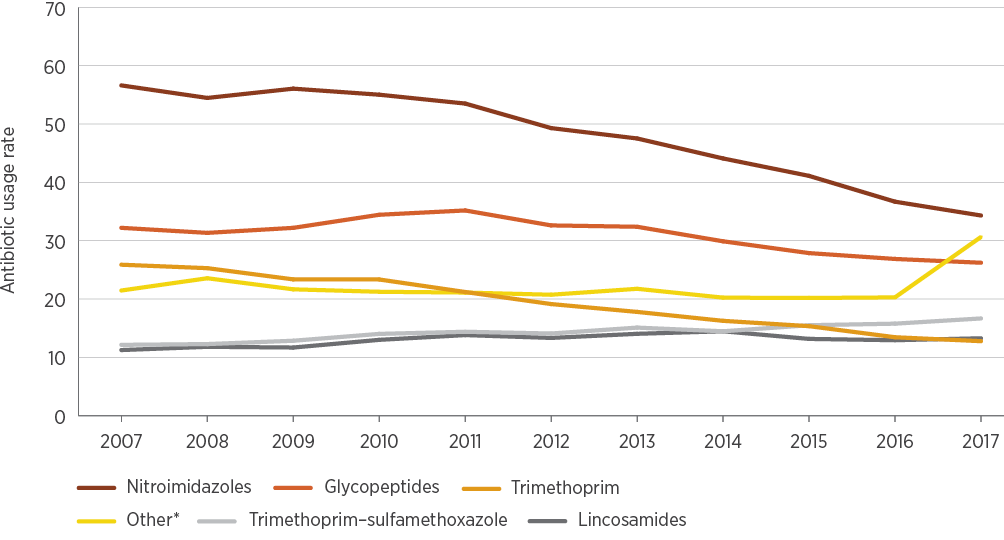 70
60
50
40
30
20
10
0
Antibiotic usage rate
2007 2008 2009 2010 2011 2012 2013 2014 2015 2016 2017
Nitroimidazoles Glycopeptides Trimethoprim
Other* Trimethoprim–sulfamethoxazole Lincosamides